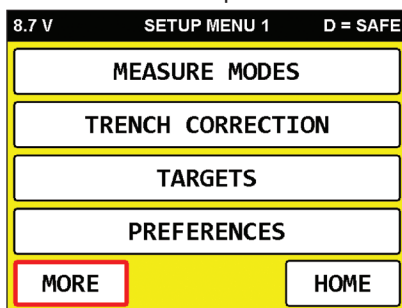 8.7 V SETUP MENU 1 D = SAFE
MEASURE MODES
TRENCH CORRECTION
TARGETS
PREFERENCES
MORE HOME